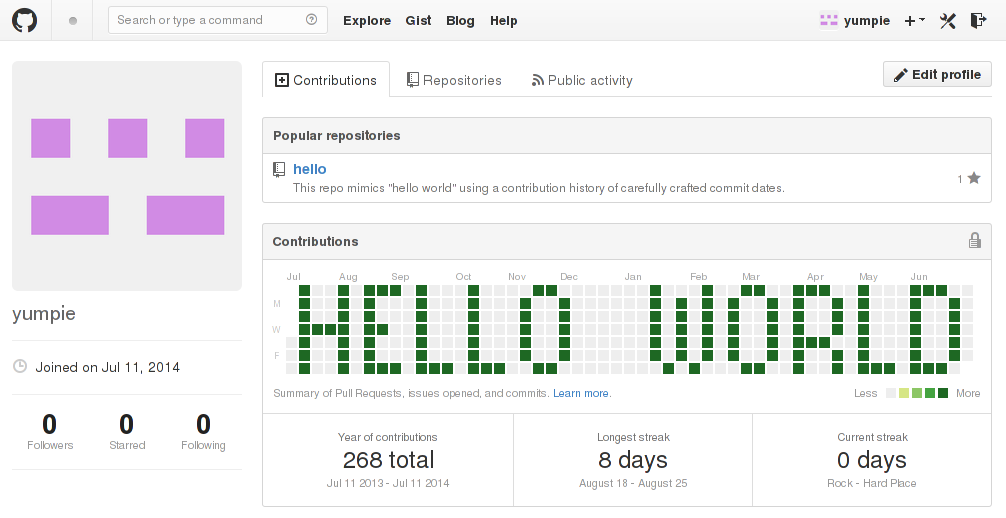 Search or type a command
Explore Gist Blog Help
yumpie
Contributions
Repositories
Public activity
Edit profile
Popular repositories
hello
This repo mimics "hello world" using a contribution history of carefully crafted commit dates.
1
Contributions
Jul Aug Sep Oct Nov Dec Jan Feb Mar Apr May Jun
M
W
F
HELLO WORLD
Summary of Pull Requests, issues opened, and commits. Learn more.
Less More
Year of contributions
268 total
Jul 11 2013 - Jul 11 2014
Longest streak
8 days
August 18 - August 25
Current streak
0 days
Rock - Hard Place
yumpie
Joined on Jul 11, 2014
0 0 0
Followers Starred Following